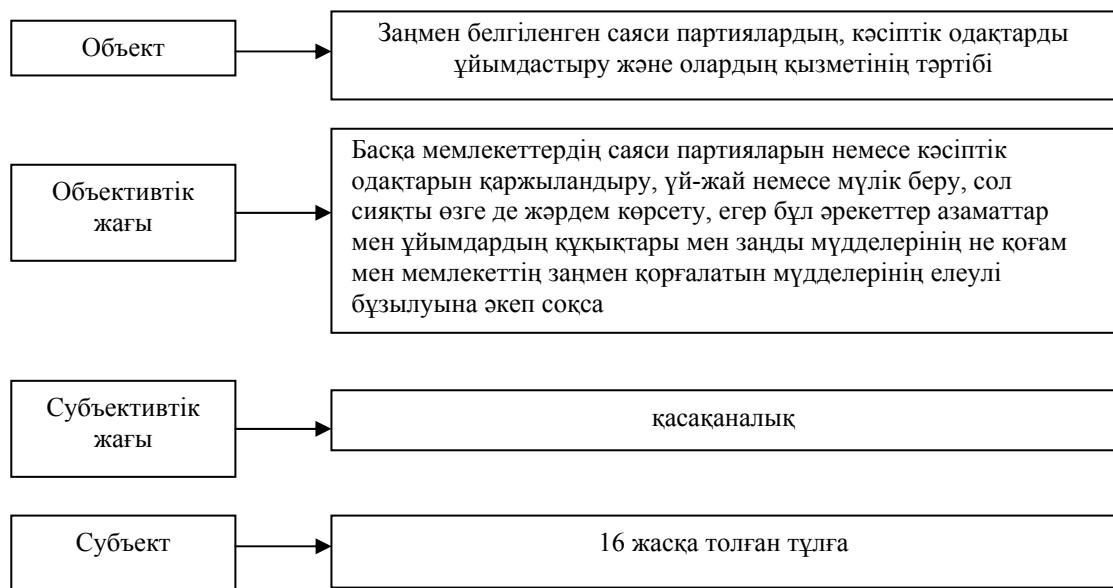 Объект
Заңмен белгіленген саяси партиялардың, кәсіптік одақтарды
ұйымдастыру және олардың қызметінің тәртібі
Объективтік
жағы
Басқа мемлекеттердің саяси партияларын немесе кәсіптік
одақтарын қаржыландыру, үй-жай немесе мүлік беру, сол
сияқты өзге де жәрдем көрсету, егер бұл әрекеттер азаматтар
мен ұйымдардың құқықтары мен заңды мүдделерінің не қоғам
мен мемлекеттің заңмен қорғалатын мүдделерінің елеулі
бұзылуына әкеп соқса
Субъективтік
жағы
қасақаналық
Субъект
16 жасқа толған тұлға